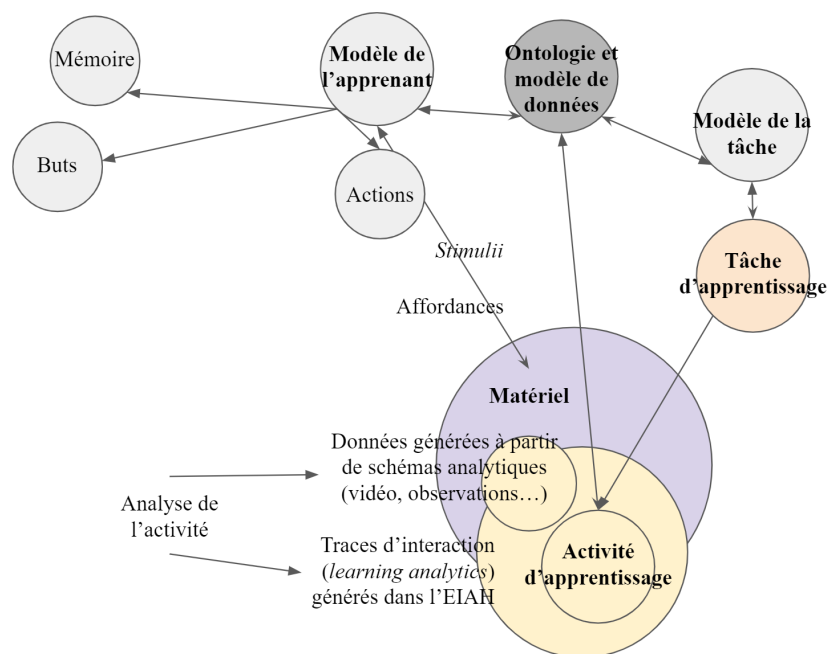 Mémoire
Modèle de
l'apprenant
Ontologie et
modèle de
données
Modèle de la
tâche
Buts
Actions
Stimulii
Affordances
Tâche
d'apprentissage
Matériel
Données générées à partir
de schémas analytiques
(vidéo, observations…)
Analyse de
l'activité
Traces d'interaction
(learning analytics)
générés dans l'EIAH
Activité
d'apprentissage